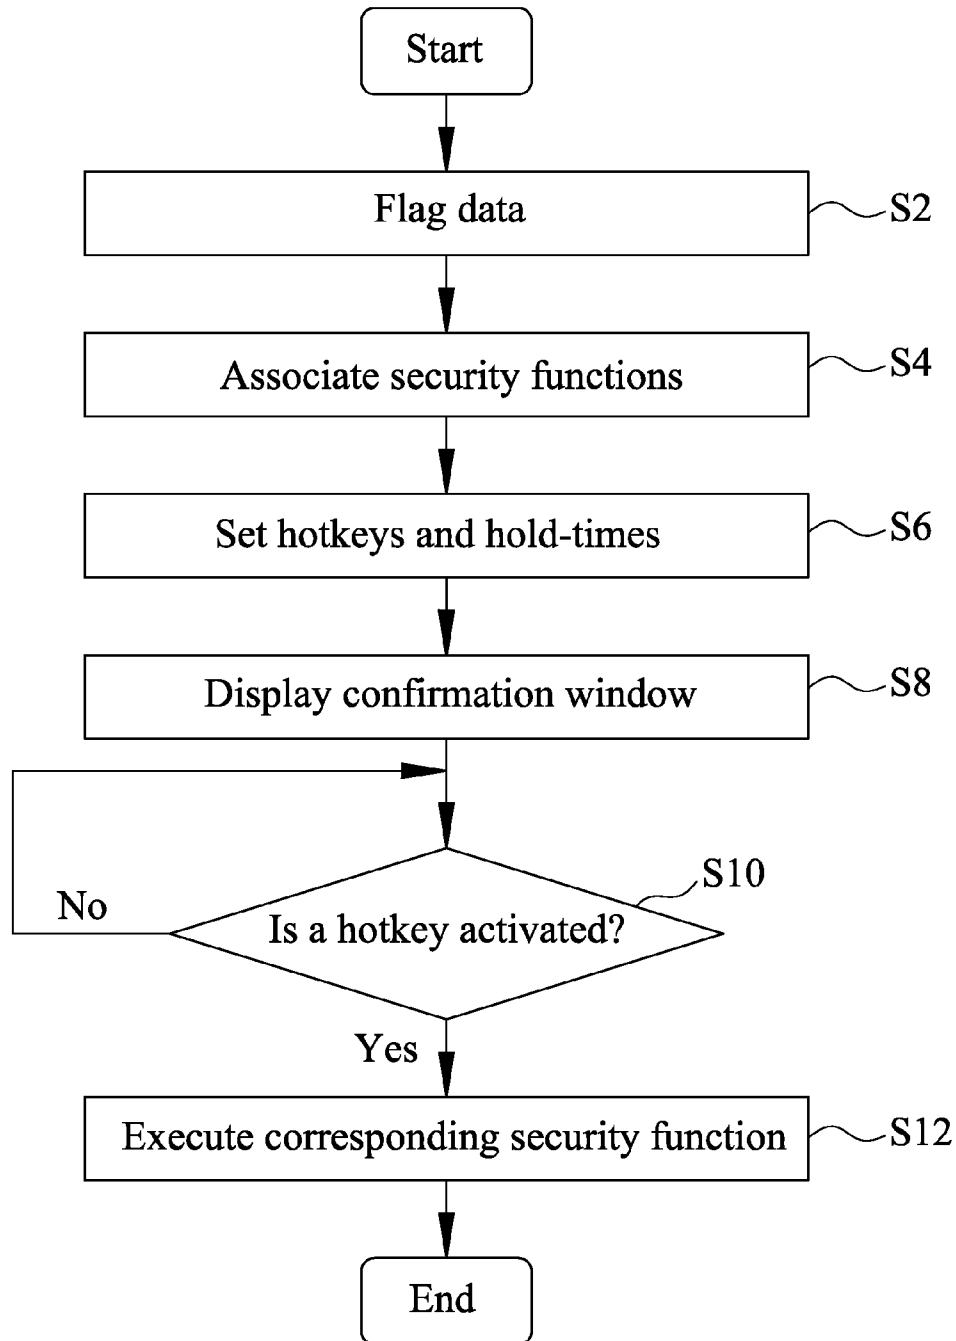 Start
Flag data
S2
Associate security functions
S4
Set hotkeys and hold-times
S6
Display confirmation window
S8
S10
No
Is a hotkey activated?
Yes
Execute corresponding security function
S12
End